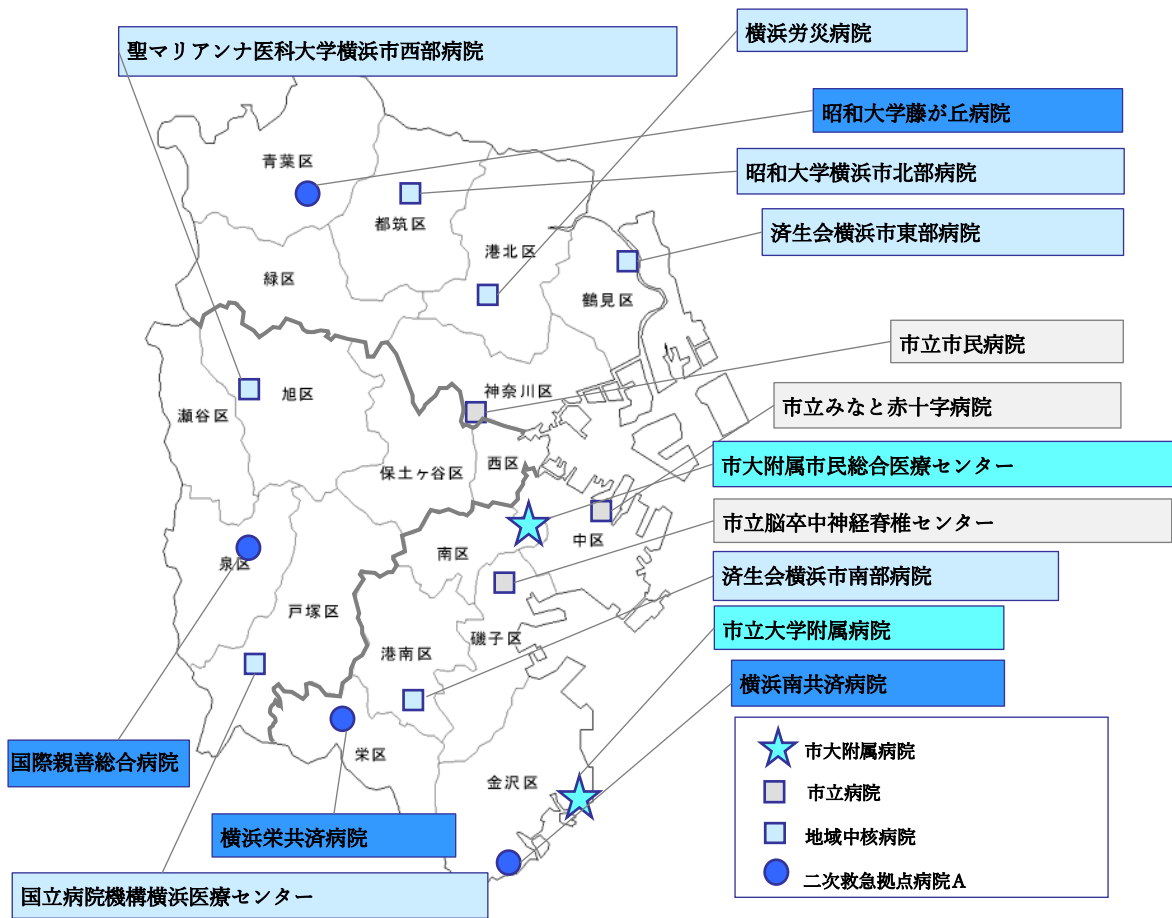 横浜労災病院
聖マリアンナ医科大学横浜市西部病院
昭和大学藤が丘病院
青葉区
昭和大学横浜市北部病院
都筑区
済生会横浜市東部病院
港北区
緑区
鶴見区
市立市民病院
神奈川区
旭区
市立みなと赤十字病院
瀬谷区
保土ヶ谷区
西区
市大附属市民総合医療センター
市立脳卒中神経脊椎センター
中区
南区
泉区
済生会横浜市南部病院
戸塚区
市立大学附属病院
磯子区
港南区
横浜南共済病院
栄区
国際親善総合病院
金沢区
横浜栄共済病院
国立病院機構横浜医療センター
市大附属病院
市立病院
地域中核病院
二次救急拠点病院A